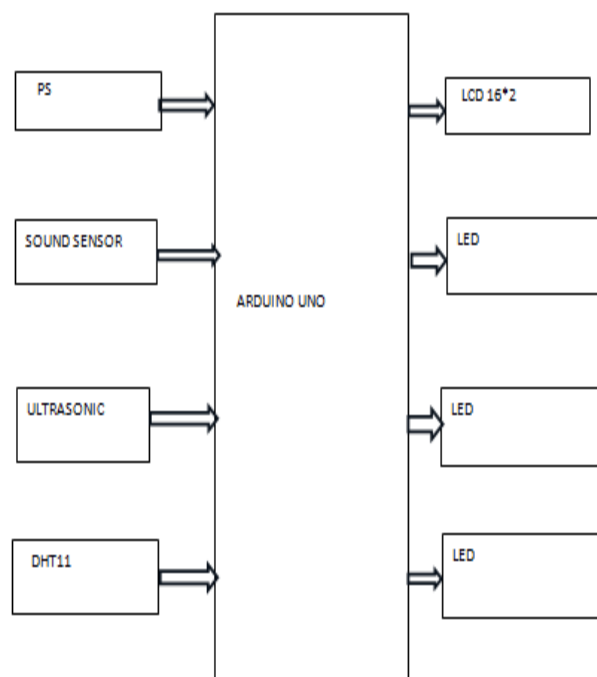 PS
LCD 16*2
SOUND SENSOR
LED
ARDUINO UNO
ULTRASONIC
LED
DHT11
LED